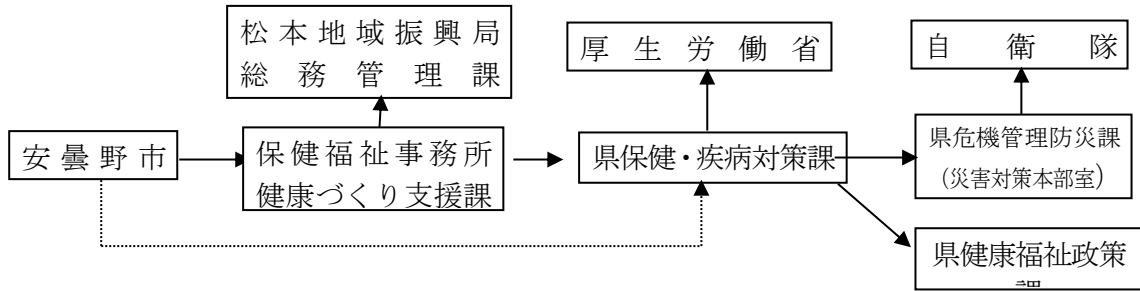 松本地域振興局
総務管理課
厚生労働省
自衛隊
安曇野市
保健福祉事務所
健康づくり支援課
県保健・疾病対策課
県危機管理防災課
（災害対策本部室）
県健康福祉政策